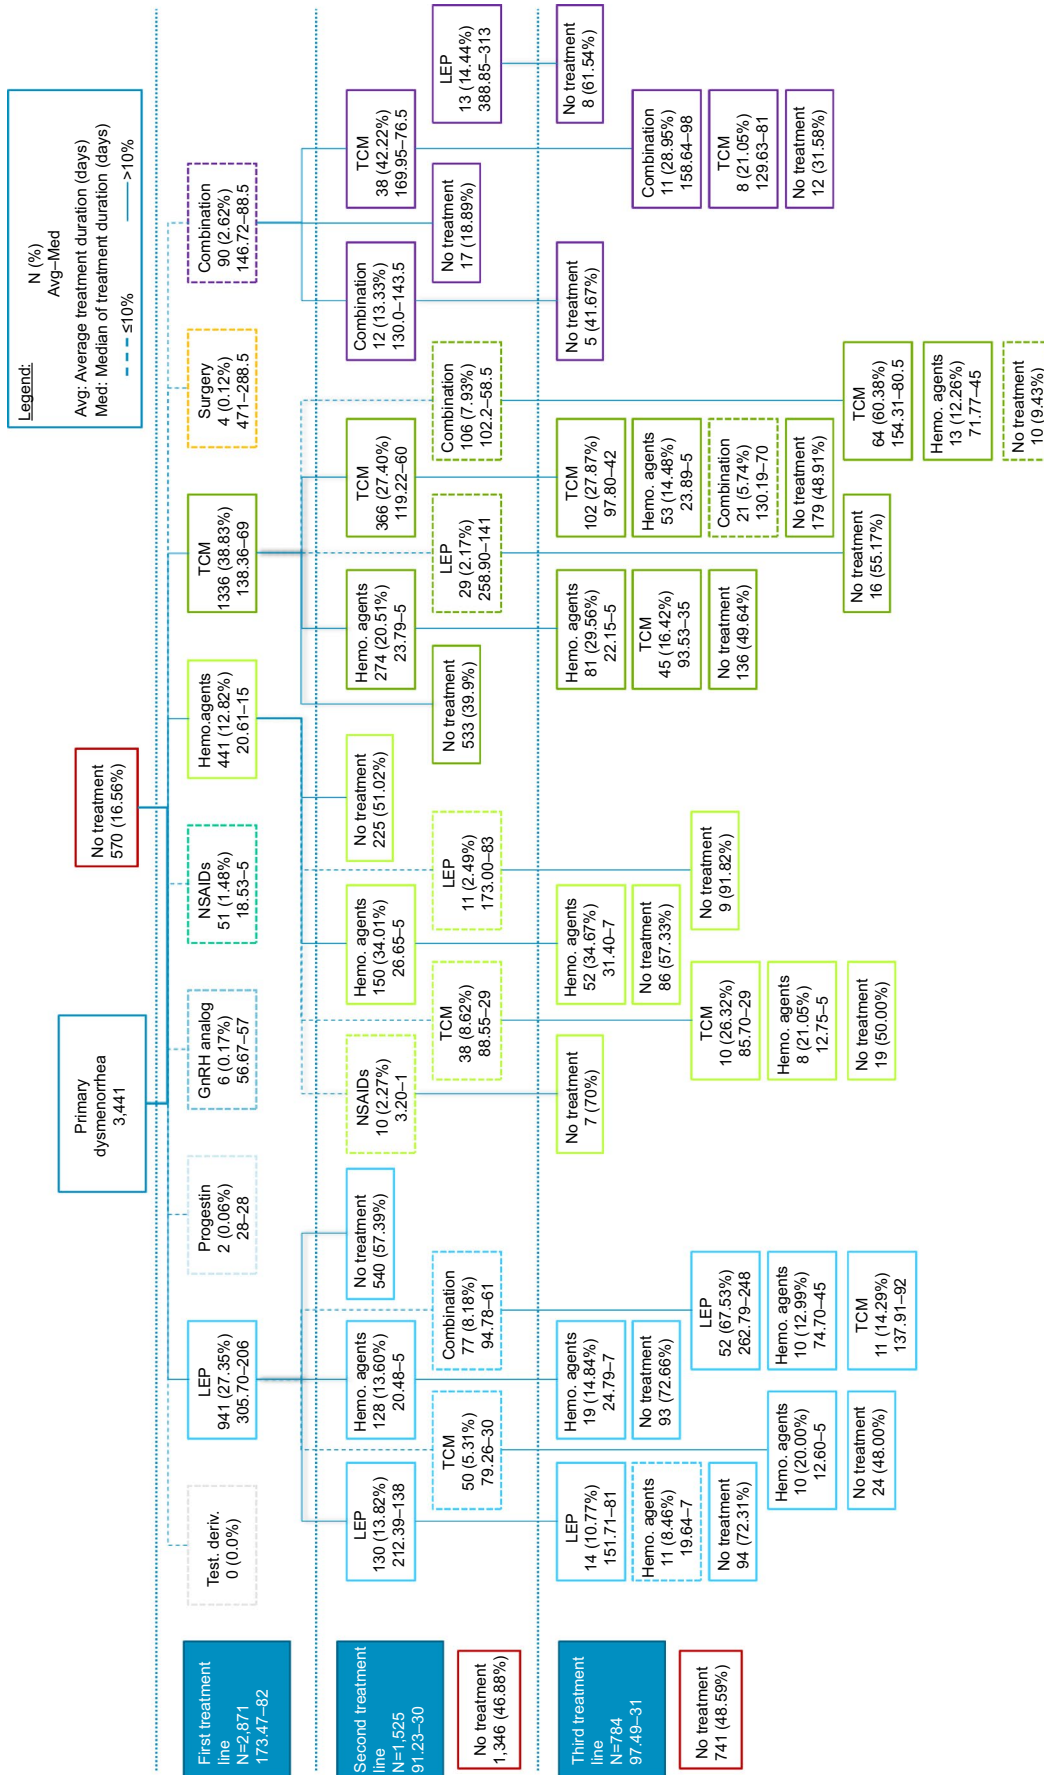 Legend:
N (%)
Avg–Med
Avg: Average treatment duration (days)
Med: Median of treatment duration (days)
≤10%
>10%
Primary
dysmenorrhea
3,441
No treatment
570 (16.56%)
First treatment
line
N=2,871
173.47–82
Test. deriv.
0 (0.0%)
LEP
941 (27.35%)
305.70–206
Progestin
2 (0.06%)
28–28
GnRH analog
6 (0.17%)
56.67–57
NSAIDs
51 (1.48%)
18.53–5
Hemo.agents
441 (12.82%)
20.61–15
TCM
1336 (38.83%)
138.36–69
Surgery
4 (0.12%)
471–288.5
Combination
90 (2.62%)
146.72–88.5
Second treatment
line
N=1,525
91.23–30
No treatment
1,346 (46.88%)
LEP
130 (13.82%)
212.39–138
TCM
50 (5.31%)
79.26–30
Hemo. agents
128 (13.60%)
20.48–5
Combination
77 (8.18%)
94.78–61
No treatment
540 (57.39%)
NSAIDs
10 (2.27%)
3.20–1
TCM
38 (8.62%)
88.55–29
Hemo. agents
150 (34.01%)
26.65–5
LEP
11 (2.49%)
173.00–83
No treatment
225 (51.02%)
No treatment
533 (39.9%)
Hemo. agents
274 (20.51%)
23.79–5
LEP
29 (2.17%)
258.90–141
TCM
366 (27.40%)
119.22–60
Combination
106 (7.93%)
102.2–58.5
Combination
12 (13.33%)
130.0–143.5
No treatment
17 (18.89%)
TCM
38 (42.22%)
169.95–76.5
LEP
13 (14.44%)
388.85–313
Third treatment
line
N=784
97.49–31
No treatment
741 (48.59%)
LEP
14 (10.77%)
151.71–81
Hemo. agents
11 (8.46%)
19.64–7
No treatment
94 (72.31%)
Hemo. agents
10 (20.00%)
12.60–5
No treatment
24 (48.00%)
Hemo. agents
19 (14.84%)
24.79–7
No treatment
93 (72.66%)
LEP
52 (67.53%)
262.79–248
Hemo. agents
10 (12.99%)
74.70–45
TCM
11 (14.29%)
137.91–92
No treatment
7 (70%)
TCM
10 (26.32%)
85.70–29
Hemo. agents
8 (21.05%)
12.75–5
No treatment
19 (50.00%)
Hemo. agents
52 (34.67%)
31.40–7
No treatment
86 (57.33%)
No treatment
9 (91.82%)
Hemo. agents
81 (29.56%)
22.15–5
TCM
45 (16.42%)
93.53–35
No treatment
136 (49.64%)
No treatment
16 (55.17%)
TCM
102 (27.87%)
97.80–42
Hemo. agents
53 (14.48%)
23.89–5
Combination
21 (5.74%)
130.19–70
No treatment
179 (48.91%)
TCM
64 (60.38%)
154.31–80.5
Hemo. agents
13 (12.26%)
71.77–45
No treatment
10 (9.43%)
No treatment
5 (41.67%)
Combination
11 (28.95%)
158.64–98
TCM
8 (21.05%)
129.63–81
No treatment
12 (31.58%)
No treatment
8 (61.54%)